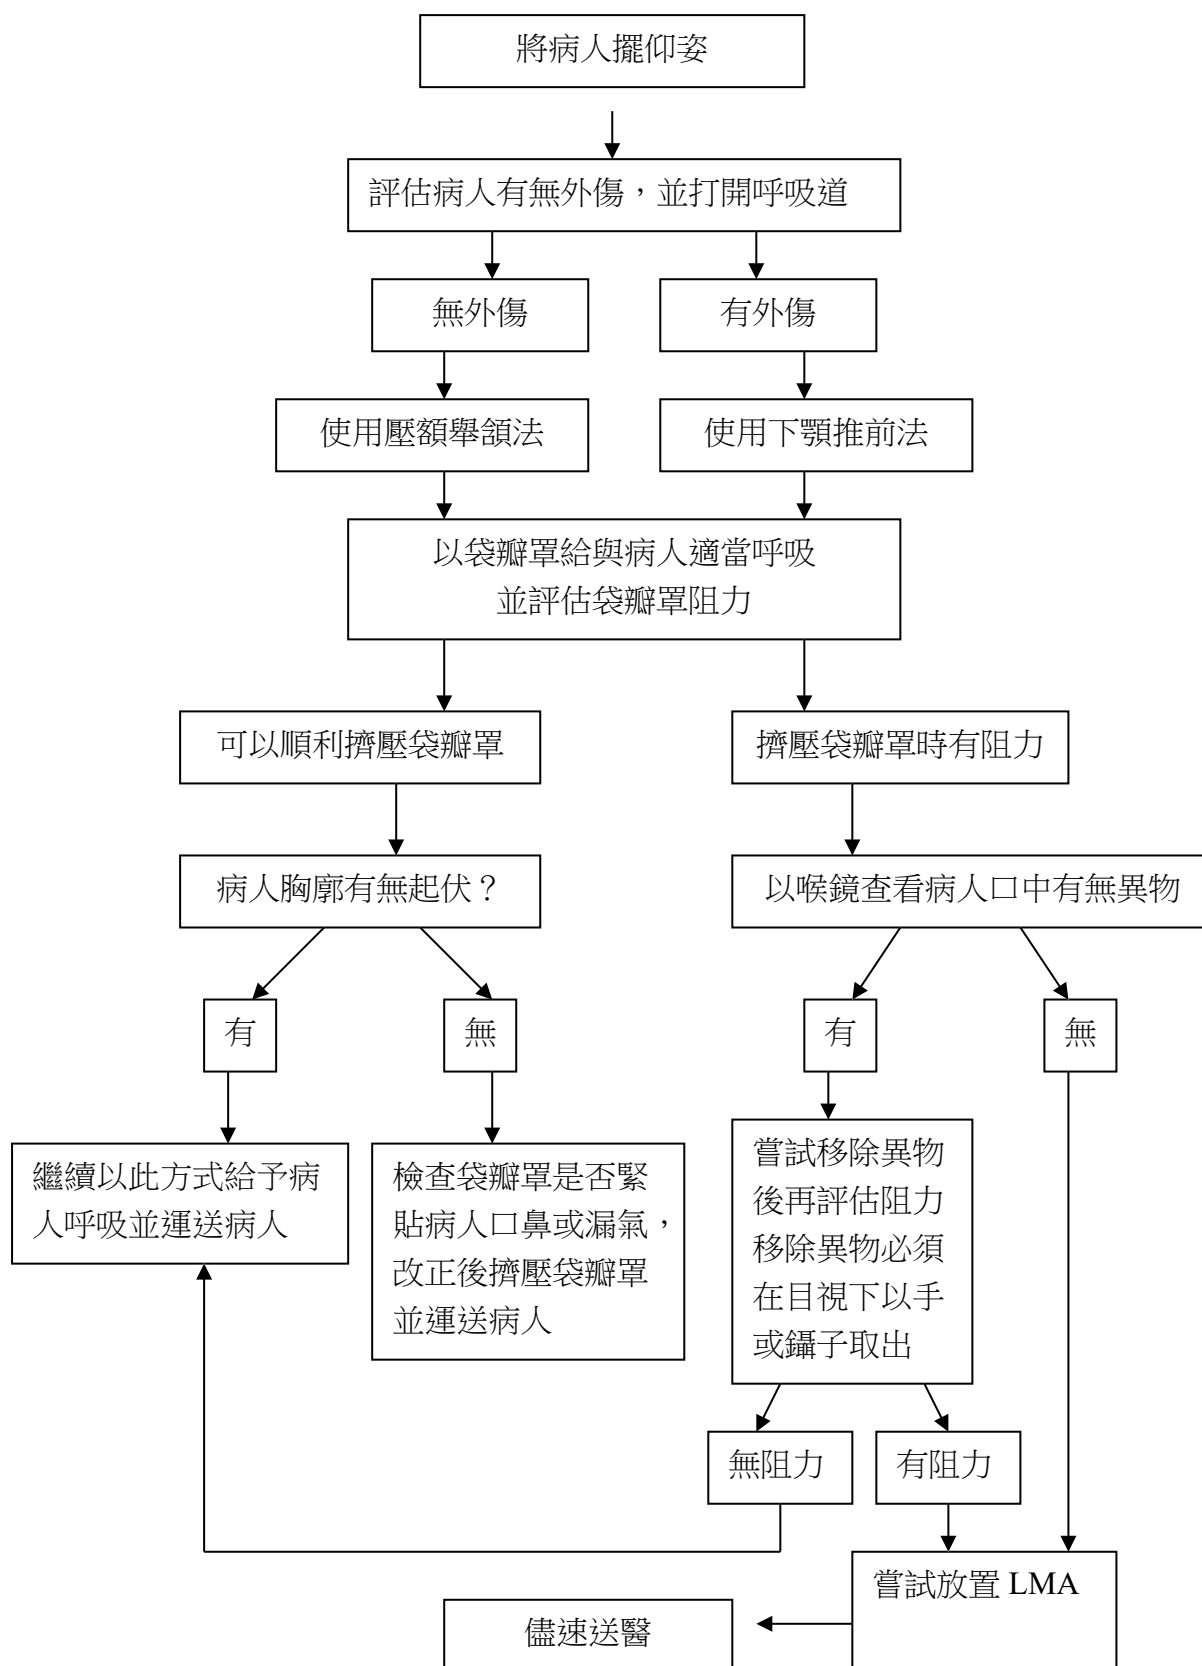 將病人擺仰姿
評估病人有無外傷，並打開呼吸道
無外傷
有外傷
使用壓額舉頷法
使用下顎推前法
以袋瓣罩給與病人適當呼吸
並評估袋瓣罩阻力
可以順利擠壓袋瓣罩
擠壓袋瓣罩時有阻力
病人胸廓有無起伏？
以喉鏡查看病人口中有無異物
有
無
有
無
繼續以此方式給予病
人呼吸並運送病人
檢查袋瓣罩是否緊
貼病人口鼻或漏氣，
改正後擠壓袋瓣罩
並運送病人
嘗試移除異物
後再評估阻力
移除異物必須
在目視下以手
或鑷子取出
無阻力
有阻力
嘗試放置 LMA
儘速送醫